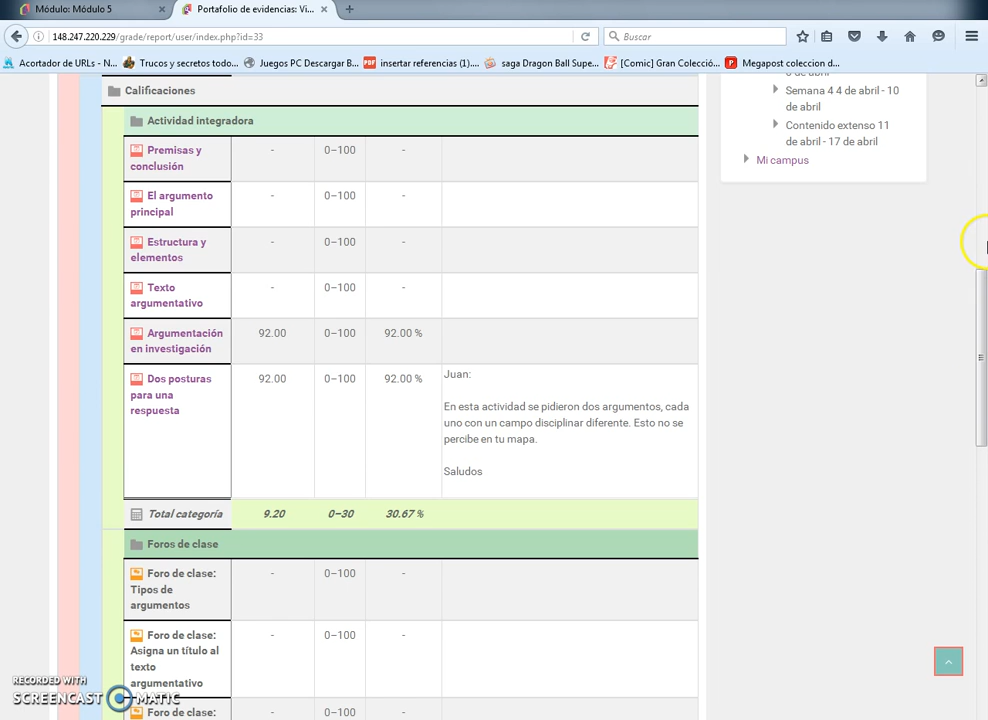 Módulo: Módulo 5
Portafolio de evidencias: Vi...
148.247.220.229/grade/report/user/index.php?id=33
Buscar
Acortador de URLs - N...
Trucos y secretos todo...
Juegos PC Descargar B...
insertar referencias (1)....
saga Dragon Ball Supe...
[Comic] Gran Colecció...
Megapost coleccion d...
Calificaciones
Actividad integradora
Premisas y
conclusión
- 0–100 -
El argumento
principal
- 0–100 -
Estructura y
elementos
- 0–100 -
Texto
argumentativo
- 0–100 -
Argumentación
en investigación
92.00 0–100 92.00 %
Dos posturas
para una
respuesta
92.00 0–100 92.00 %
Juan:
En esta actividad se pidieron dos argumentos, cada
uno con un campo disciplinar diferente. Esto no se
percibe en tu mapa.
Saludos
Total categoría 9.20 0–30 30.67 %
Foros de clase
Foro de clase:
Tipos de
argumentos
- 0–100 -
Foro de clase:
Asigna un título al
texto
argumentativo
- 0–100 -
Foro de clase:
- 0–100 -
6 de abril
Semana 4 4 de abril - 10
de abril
Contenido extenso 11
de abril - 17 de abril
Mi campus
RECORDED WITH
SCREENCAST MATIC